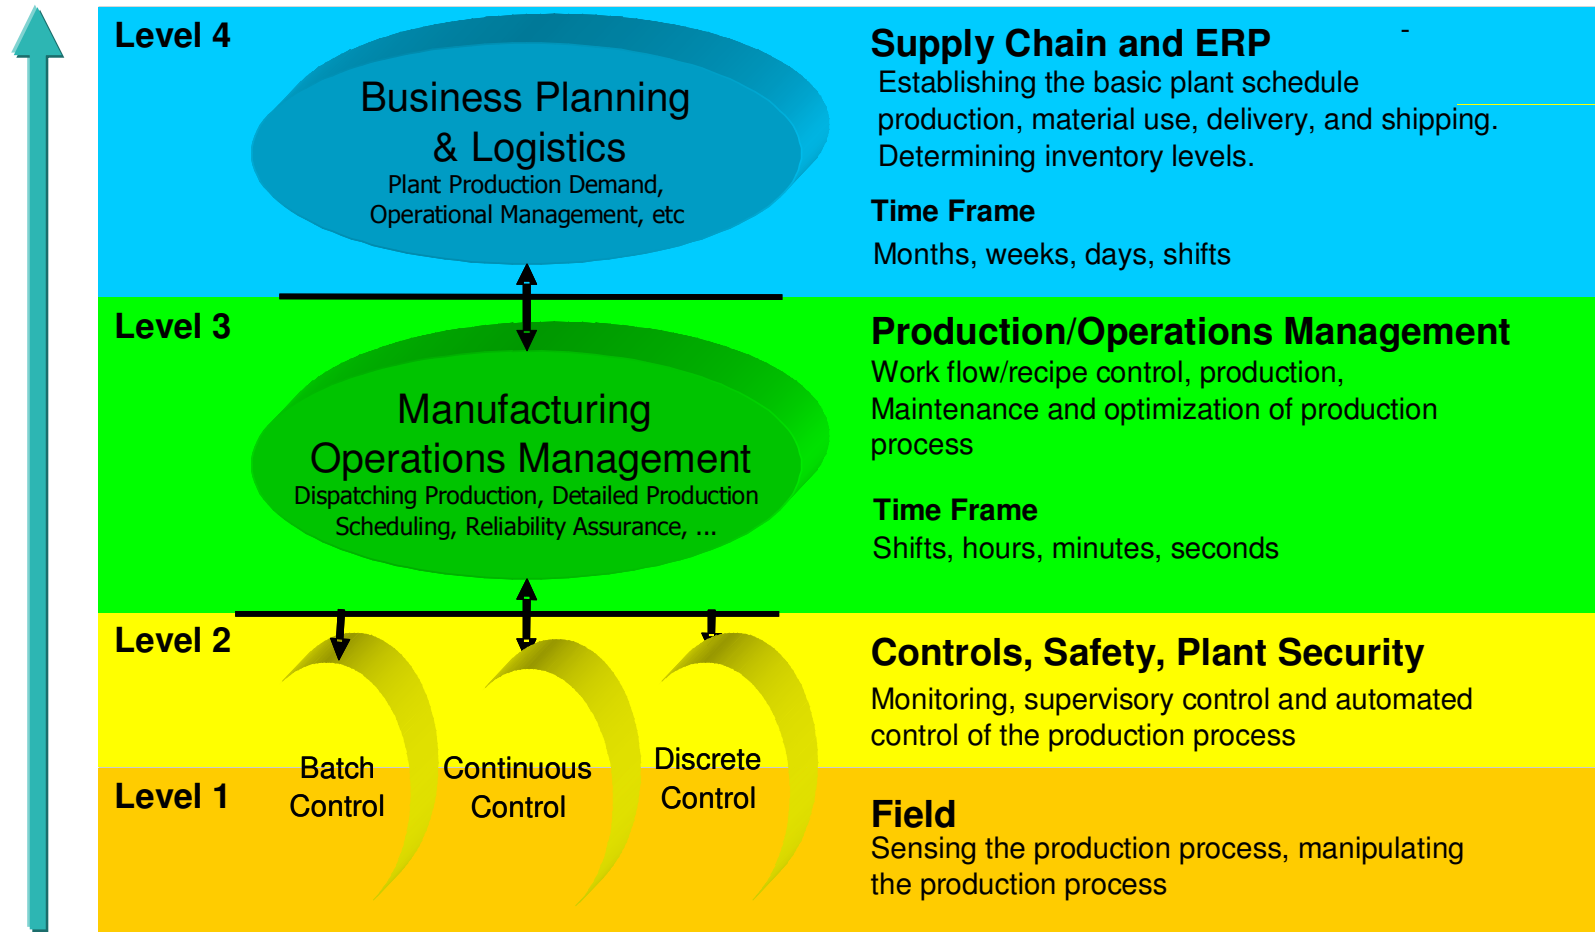 Level 4
Business Planning
& Logistics
Plant Production Demand,
Operational Management, etc
Supply Chain and ERP
-
Establishing the basic plant schedule
production, material use, delivery, and shipping.
Determining inventory levels.
Time Frame
Months, weeks, days, shifts
Level 3
Manufacturing
Operations Management
Dispatching Production, Detailed Production
Scheduling, Reliability Assurance, ...
Production/Operations Management
Work flow/recipe control, production,
Maintenance and optimization of production
process
Time Frame
Shifts, hours, minutes, seconds
Level 2
Controls, Safety, Plant Security
Monitoring, supervisory control and automated
control of the production process
Batch
Control
Continuous
Control
Discrete
Control
Level 1
Field
Sensing the production process, manipulating
the production process